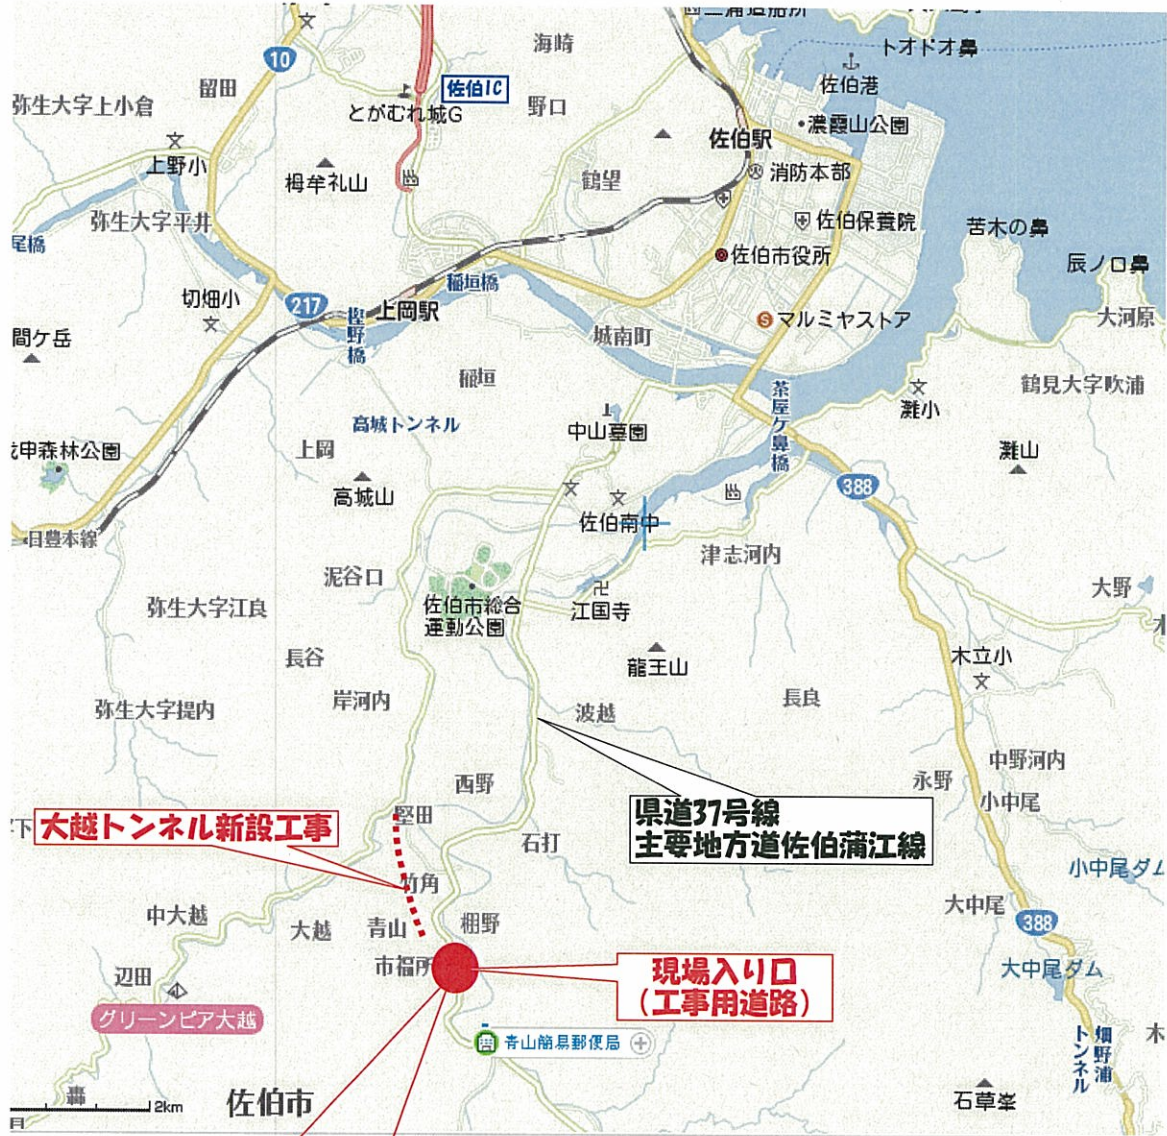 トオドオ鼻
海崎
10
佐伯港
佐伯IC
留田
弥生大字上小倉
野口
とがむれ城G
濃霞山公園
佐伯駅
上野小
消防本部
栂牟礼山
鶴望
弥生大字平井
佐伯保養院
苦木の鼻
尾橋
佐伯市役所
辰ノ口鼻
稲垣橋
切畑小
217
上岡駅
マルミヤストア
大河原
樫野橋
城南町
間ケ岳
稲垣
鶴見大字吹浦
茶屋ケ鼻橋
灘小
高城トンネル
中山墓園
上岡
灘山
申森林公園
388
高城山
佐伯南中
日豊本線
津志河内
泥谷口
大野
弥生大字江良
佐伯市総合
運動公園
江国寺
長谷
龍王山
木立小
岸河内
長良
弥生大字提内
波越
中野河内
西野
永野
小中尾
県道37号線
主要地方道佐伯蒲江線
堅田
大越トンネル新設工事
石打
小中尾ダム
竹角
大中尾
中大越
大越
青山
棚野
388
市福所
現場入り口
(工事用道路)
大中尾ダム
辺田
グリーンピア大越
青山簡易郵便局
畑野浦
トンネル
木
轟
2km
佐伯市
石草峯